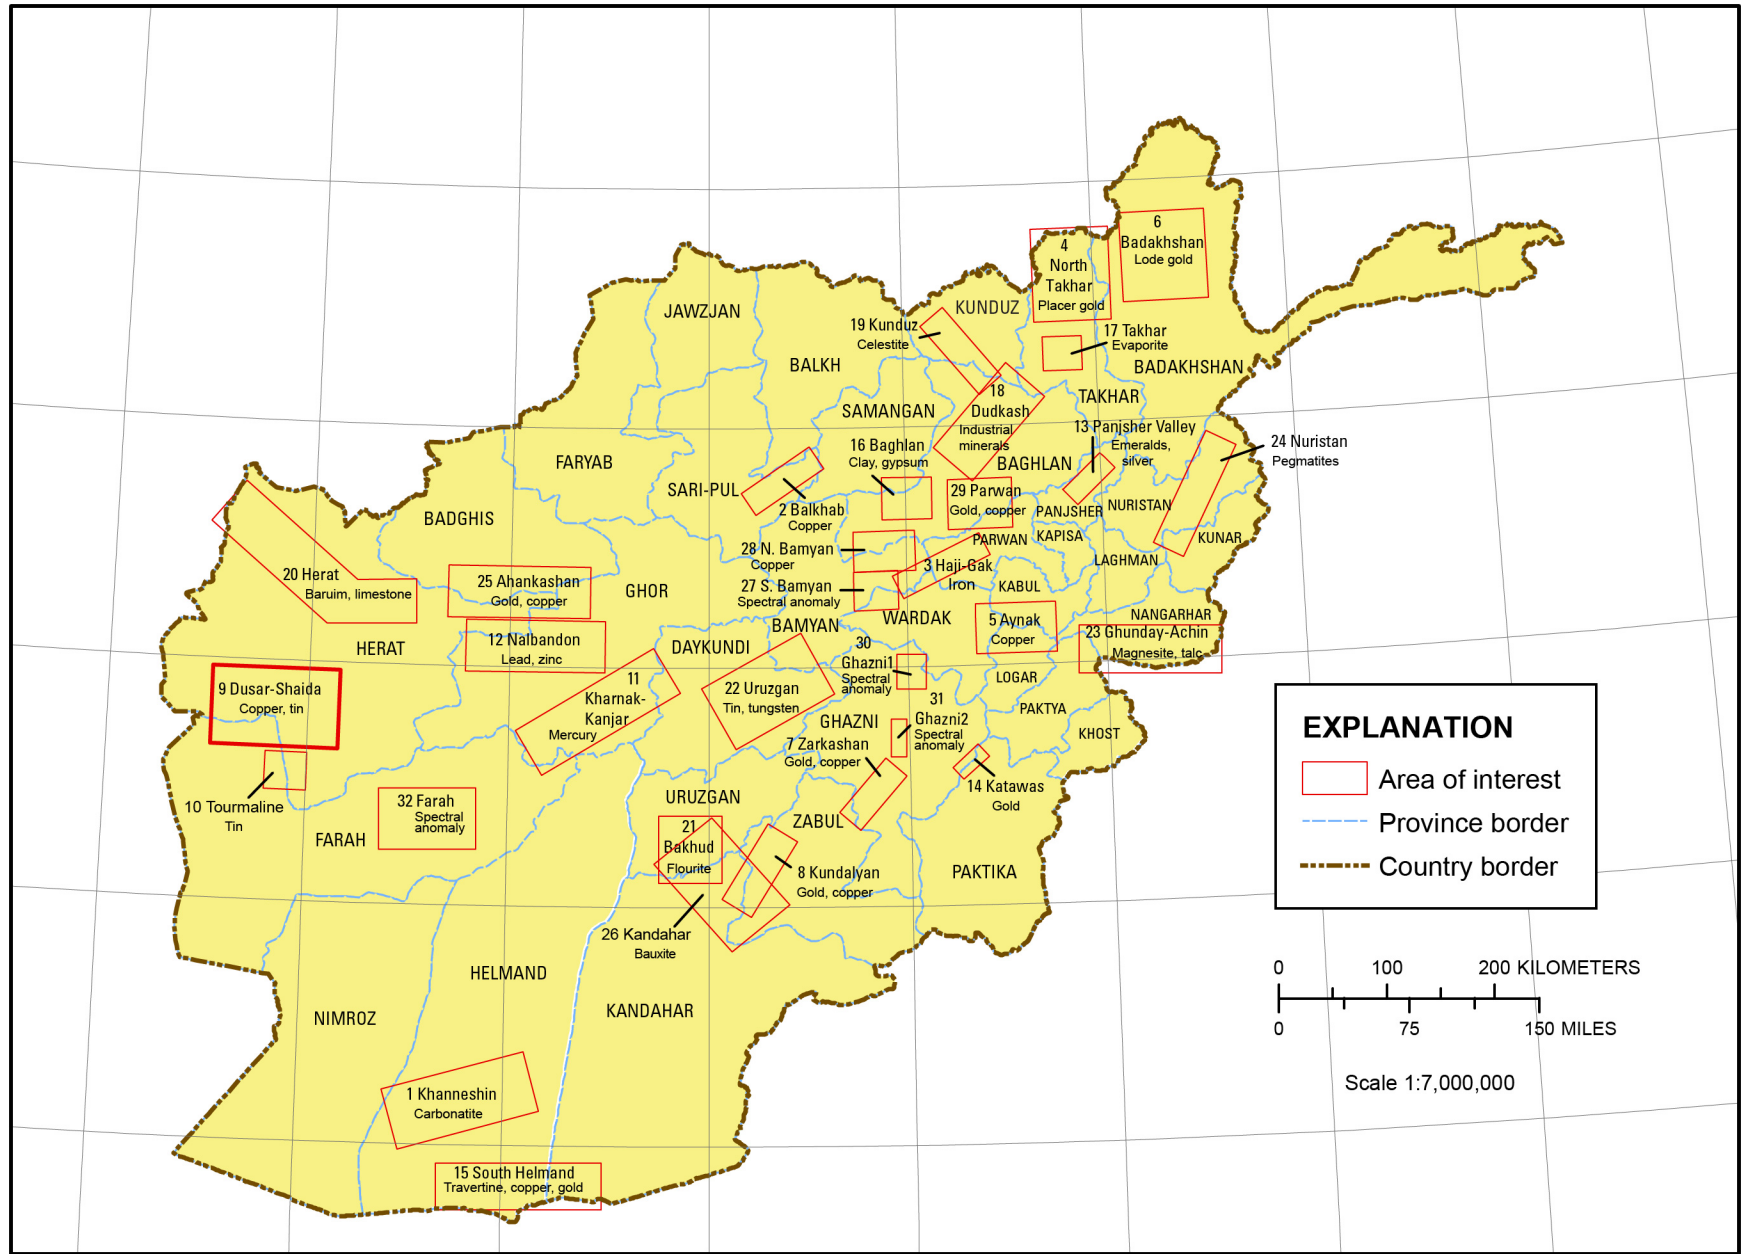 4
North
Takhar
Placer gold
6
Badakhshan
Lode gold
JAWZJAN
KUNDUZ
19 Kunduz
Celestite
17 Takhar
Evaporite
BALKH
BADAKHSHAN
18
Dudkash
Industrial
minerals
TAKHAR
SAMANGAN
13 Panjsher Valley
Emeralds,
silver
24 Nuristan
Pegmatites
16 Baghlan
Clay, gypsum
FARYAB
BAGHLAN
SARI-PUL
29 Parwan
Gold, copper
2 Balkhab
Copper
PANJSHER
NURISTAN
BADGHIS
28 N. Bamyan
Copper
PARWAN
KAPISA
KUNAR
LAGHMAN
3 Haji-Gak
Iron
20 Herat
Baruim, limestone
25 Ahankashan
Gold, copper
GHOR
27 S. Bamyan
Spectral anomaly
KABUL
WARDAK
BAMYAN
5 Aynak
Copper
NANGARHAR
23 Ghunday-Achin
Magnesite, talc
HERAT
12 Nalbandon
Lead, zinc
DAYKUNDI
30
Ghazni1
Spectral
anomaly
LOGAR
9 Dusar-Shaida
Copper, tin
11
Kharnak-
Kanjar
Mercury
22 Uruzgan
Tin, tungsten
31
Ghazni2
Spectral
anomaly
PAKTYA
GHAZNI
KHOST
7 Zarkashan
Gold, copper
14 Katawas
Gold
10 Tourmaline
Tin
32 Farah
Spectral
anomaly
URUZGAN
FARAH
21
Bakhud
Flourite
ZABUL
8 Kundalyan
Gold, copper
PAKTIKA
26 Kandahar
Bauxite
HELMAND
NIMROZ
KANDAHAR
1 Khanneshin
Carbonatite
15 South Helmand
Travertine, copper, gold
EXPLANATION
Area of interest
Province border
Country border
0 100 200 KILOMETERS
0 75 150 MILES
Scale 1:7,000,000